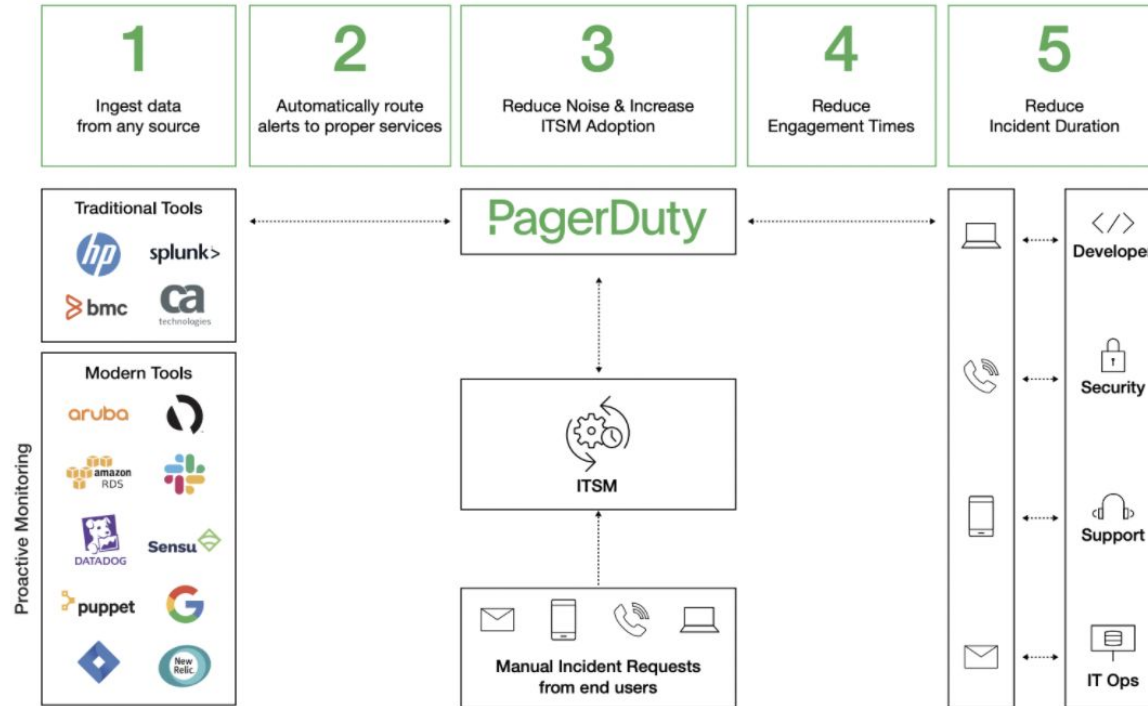 1
Ingest data
from any source
2
Automatically route
alerts to proper services
3
Reduce Noise & Increase
ITSM Adoption
4
Reduce
Engagement Times
5
Reduce
Incident Duration
Traditional Tools
hp
splunk>
bmc
ca
technologies
PagerDuty
Proactive Monitoring
Modern Tools
aruba
amazon
RDS
DATADOG
Sensu
puppet
G
New
Relic.
ITSM
Manual Incident Requests
from end users
</>
Developer
Security
Support
IT Ops